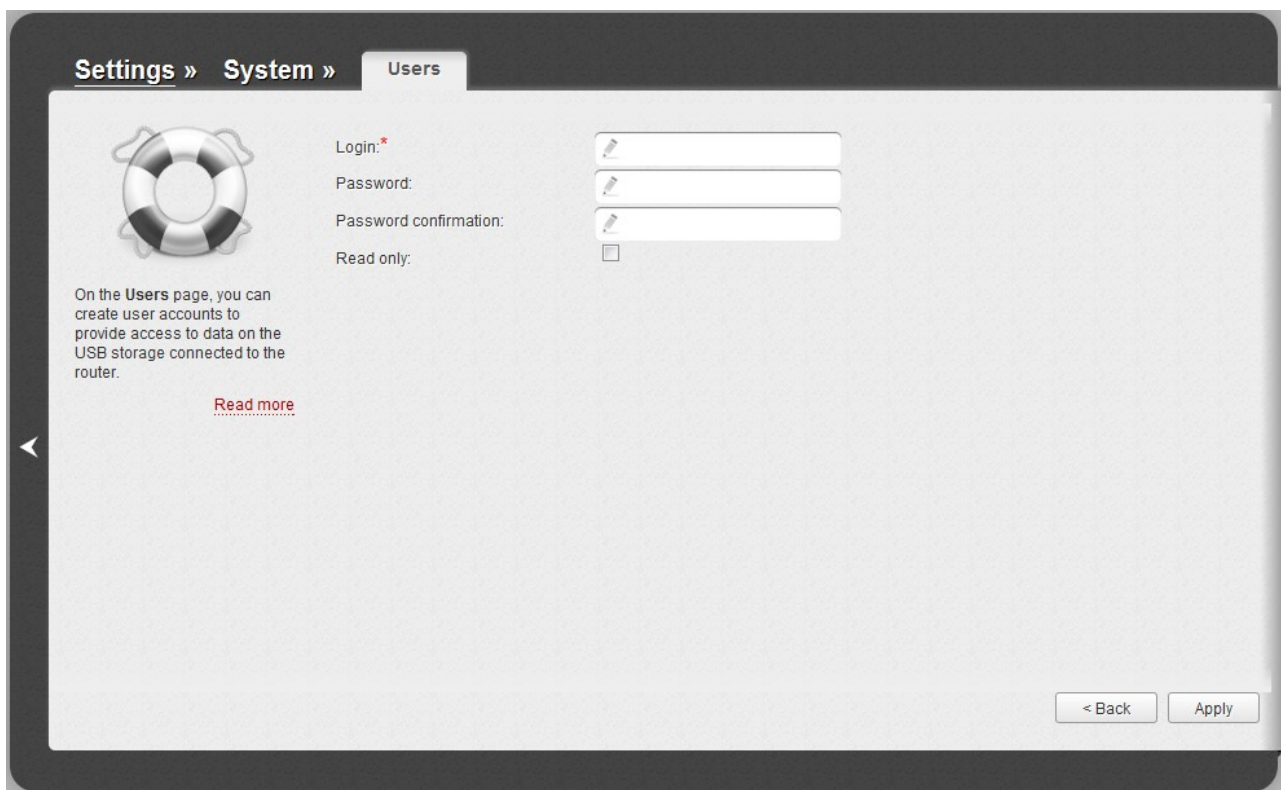 Settings » System » Users
Login:*
Password:
Password confirmation:
Read only:
On the Users page, you can
create user accounts to
provide access to data on the
USB storage connected to the
router.
Read more
< Back Apply